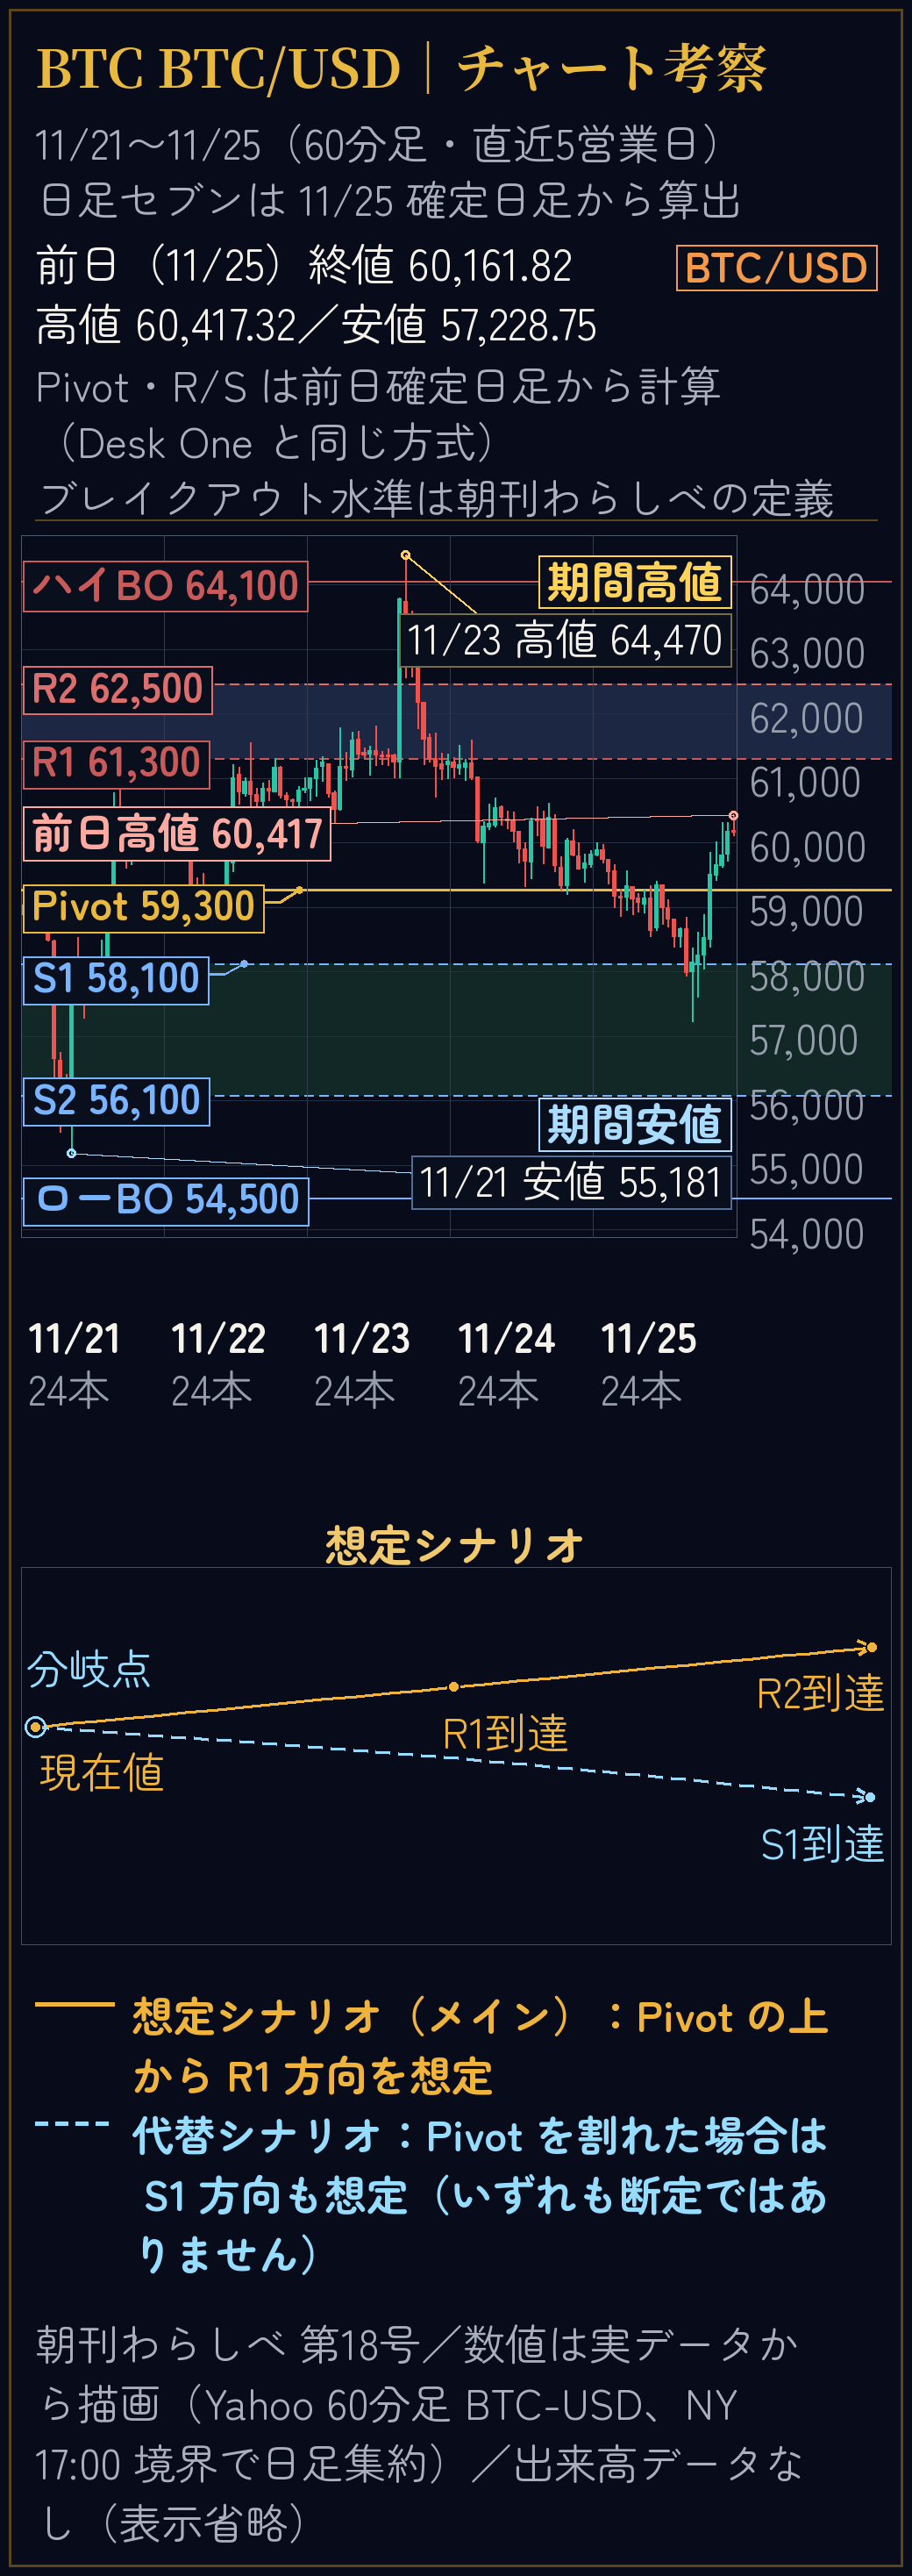 BTC BTC/USD｜チャート考察
11/21〜11/25（60分足・直近5営業日）
日足セブンは 11/25 確定日足から算出
前日（11/25）終値 60,161.82
BTC/USD
高値 60,417.32／安値 57,228.75
Pivot・R/S は前日確定日足から計算
（Desk One と同じ方式）
ブレイクアウト水準は朝刊わらしべの定義
ハイBO 64,100
期間高値
64,000
11/23 高値 64,470
63,000
R2 62,500
62,000
R1 61,300
61,000
前日高値 60,417
60,000
Pivot 59,300
59,000
S1 58,100
58,000
57,000
S2 56,100
56,000
期間安値
11/21 安値 55,181
55,000
ローBO 54,500
54,000
11/21 11/22 11/23 11/24 11/25
24本 24本 24本 24本 24本
想定シナリオ
分岐点
R2到達
R1到達
現在値
S1到達
想定シナリオ（メイン）：Pivot の上
から R1 方向を想定
代替シナリオ：Pivot を割れた場合は
S1 方向も想定（いずれも断定ではあ
りません）
朝刊わらしべ 第18号／数値は実データか
ら描画（Yahoo 60分足 BTC-USD、NY
17:00 境界で日足集約）／出来高データな
し（表示省略）